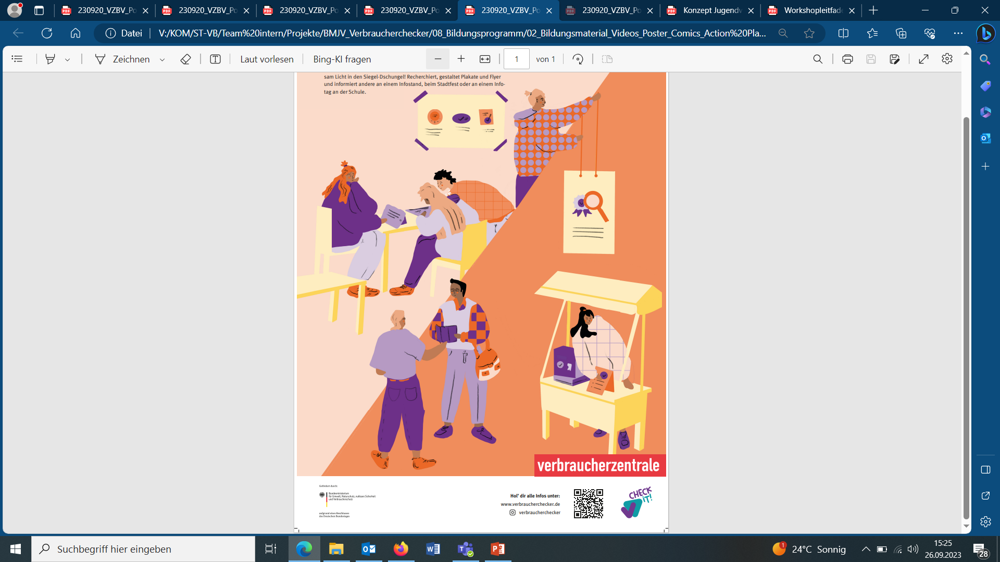 230920_VZBV_Po
230920_VZBV_Po
230920_VZBV_Po
230920_VZBV_Po
230920_VZBV_Po
230920_VZBV_Po
Konzept Jugendv
Workshopleitfade
Datei
V:/KOM/ST-VB/Team%20intern/Projekte/BMJV_Verbraucherchecker/08_Bildungsprogramm/02_Bildungsmaterial_Videos_Poster_Comics_Action%20Pla...
Zeichnen
Laut vorlesen
Bing-KI fragen
1
von 1
sam Licht in den Siegel-Dschungel! Recherchiert, gestaltet Plakate und Flyer
und informiert andere an einem Infostand, beim Stadtfest oder an einem Info-
tag an der Schule.
verbraucherzentrale
Gefördert durch:
Bundesministerium
für Umwelt, Naturschutz, nukleare Sicherheit
und Verbraucherschutz
aufgrund eines Beschlusses
des Deutschen Bundestages
Hol' dir alle Infos unter:
www.verbraucherchecker.de
verbraucherchecker
CHECK
iT!
Suchbegriff hier eingeben
1
24°C Sonnig
15:25
26.09.2023
28